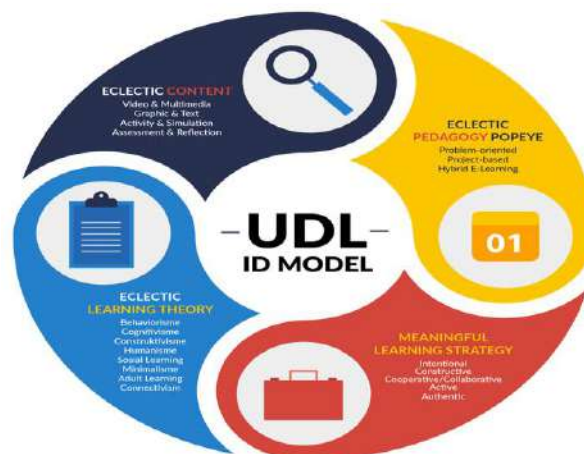 ECLECTIC CONTENT
Video & Multimedia
Graphic & Text
Activity & Simulation
Assessment & Reflection
ECLECTIC
PEDAGOGY POPEYE
Problem-oriented
Project-based
Hybrid E-Learning
01
-UDL-
ID MODEL
ECLECTIC
LEARNING THEORY
Behaviorisme
Cognitivisme
Construktivisme
Humanisme
Sosial Learning
Minimalisme
Adult Learning
Connectivism
MEANINGFUL
LEARNING STRATEGY
Intentional
Constructive
Cooperative/Collaborative
Active
Authentic